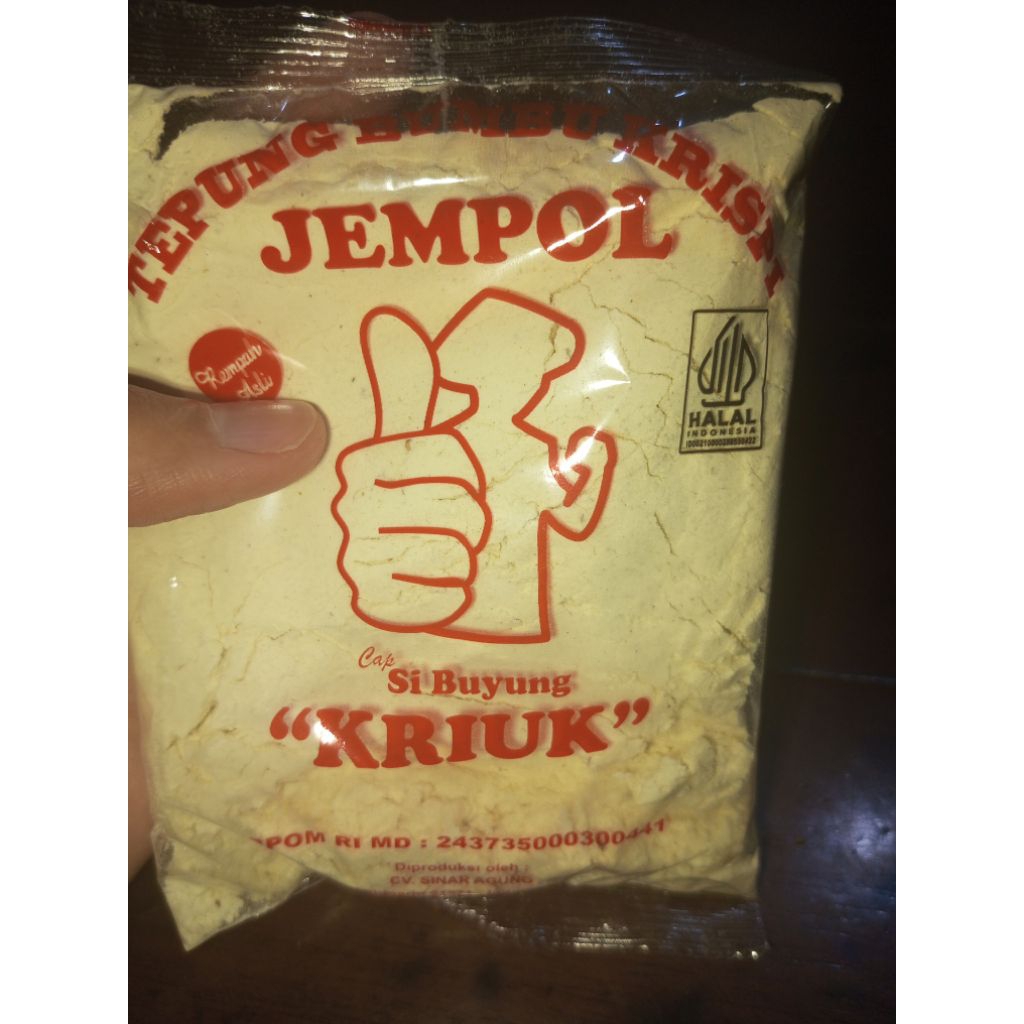 TEPUNG BUMBU KRISPI
JEMPOL
Rempah
Asli
HALAL
INDONESIA
Cap
Si Buyung
"KRIUK"
BPOM RI MD : 243735000300441
Diproduksi oleh :
CV. SINAR AGUNG